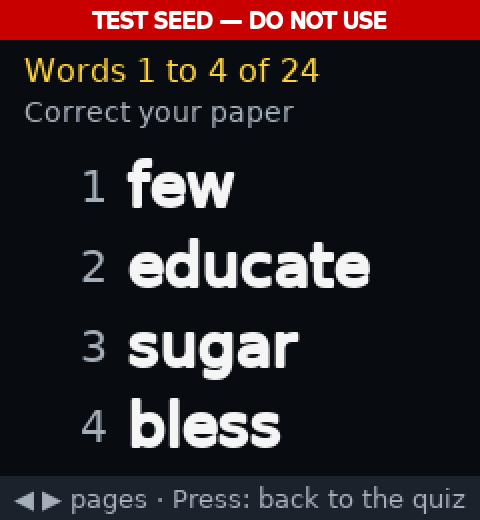 TEST SEED — DO NOT USE
Words 1 to 4 of 24
Correct your paper
1 few
2 educate
3 sugar
4 bless
◀ ▶ pages · Press: back to the quiz